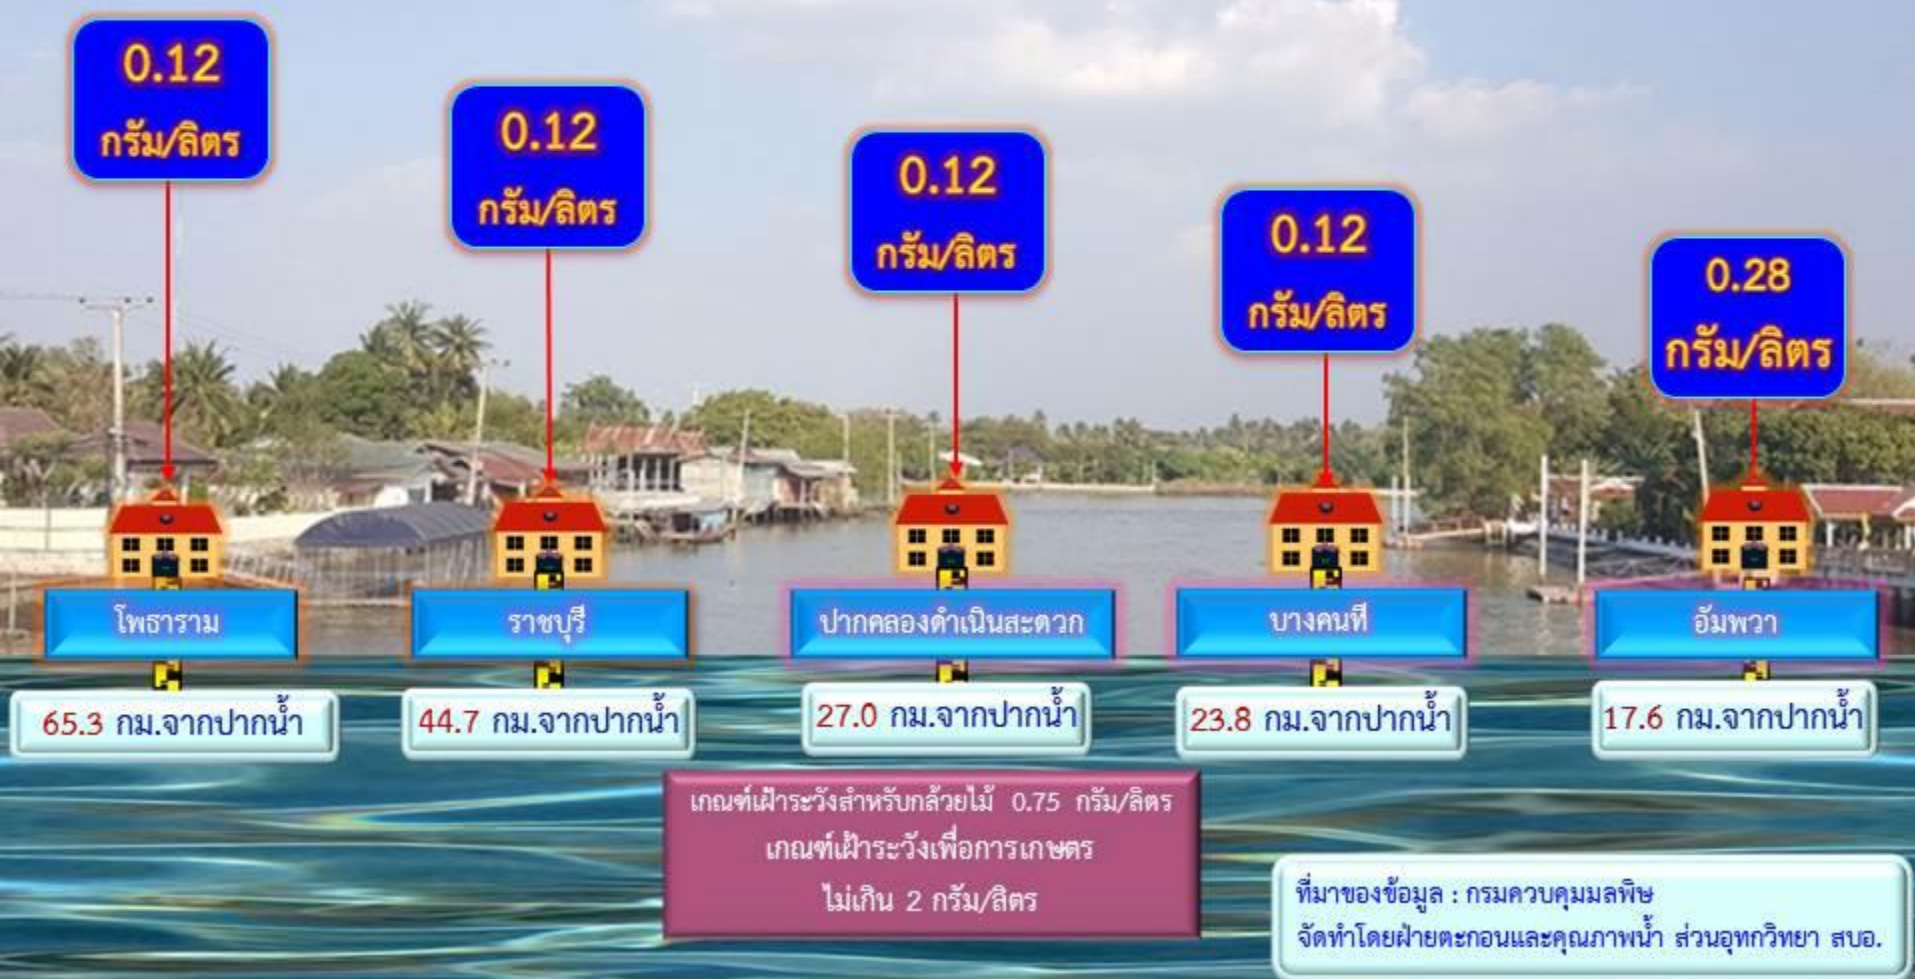 0.12
กรัม/ลิตร
0.12
กรัม/ลิตร
0.12
กรัม/ลิตร
0.12
กรัม/ลิตร
0.28
กรัม/ลิตร
โพธาราม
ราชบุรี
ปากคลองดำเนินสะดวก
บางคนที
อัมพวา
65.3 กม.จากปากน้ำ
44.7 กม.จากปากน้ำ
27.0 กม.จากปากน้ำ
23.8 กม.จากปากน้ำ
17.6 กม.จากปากน้ำ
เกณฑ์เฝ้าระวังสำหรับกล้วยไม้ 0.75 กรัม/ลิตร
เกณฑ์เฝ้าระวังเพื่อการเกษตร
ไม่เกิน 2 กรัม/ลิตร
ที่มาของข้อมูล : กรมควบคุมมลพิษ
จัดทำโดยฝ่ายตะกอนและคุณภาพน้ำ ส่วนอุทกวิทยา สบอ.